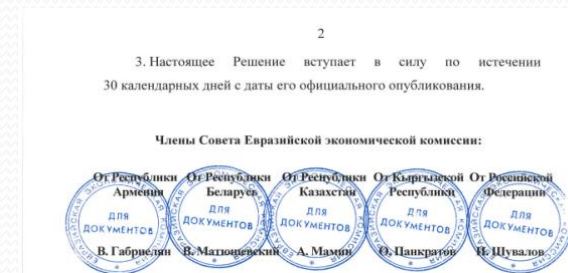 2
3. Настоящее Решение вступает в силу по истечении
30 календарных дней с даты его официального опубликования.
Члены Совета Евразийской экономической комиссии:
От Республики От Республики От Республики От Кыргызской От Российской
Армения Беларусь Казахстан Республики Федерации
ДЛЯ ДОКУМЕНТОВ ДЛЯ ДОКУМЕНТОВ ДЛЯ ДОКУМЕНТОВ ДЛЯ ДОКУМЕНТОВ ДЛЯ ДОКУМЕНТОВ
В. Габриелян В. Матюшевский А. Мамин О. Панкратов И. Шувалов